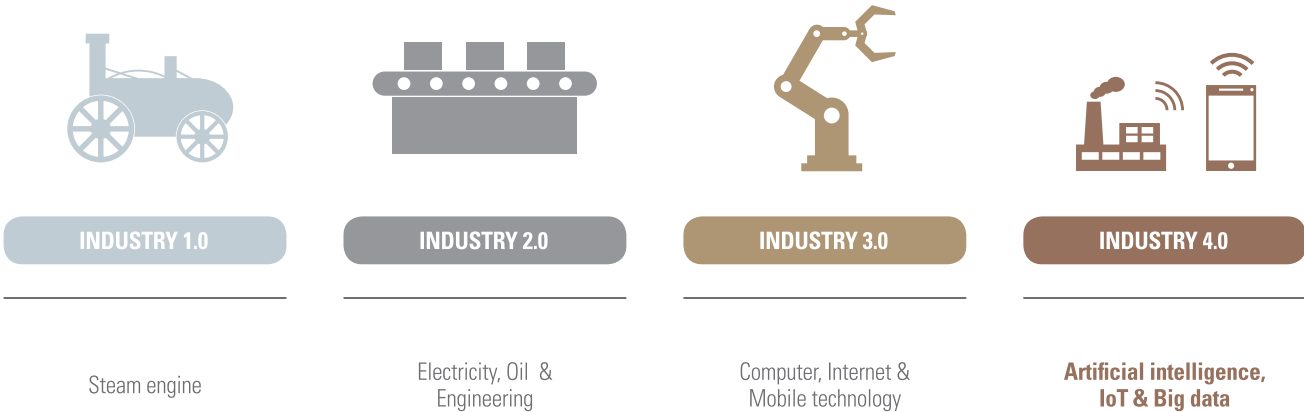 INDUSTRY 1.0
INDUSTRY 2.0
INDUSTRY 3.0
INDUSTRY 4.0
Steam engine
Electricity, Oil &
Engineering
Computer, Internet &
Mobile technology
Artificial intelligence,
IoT & Big data